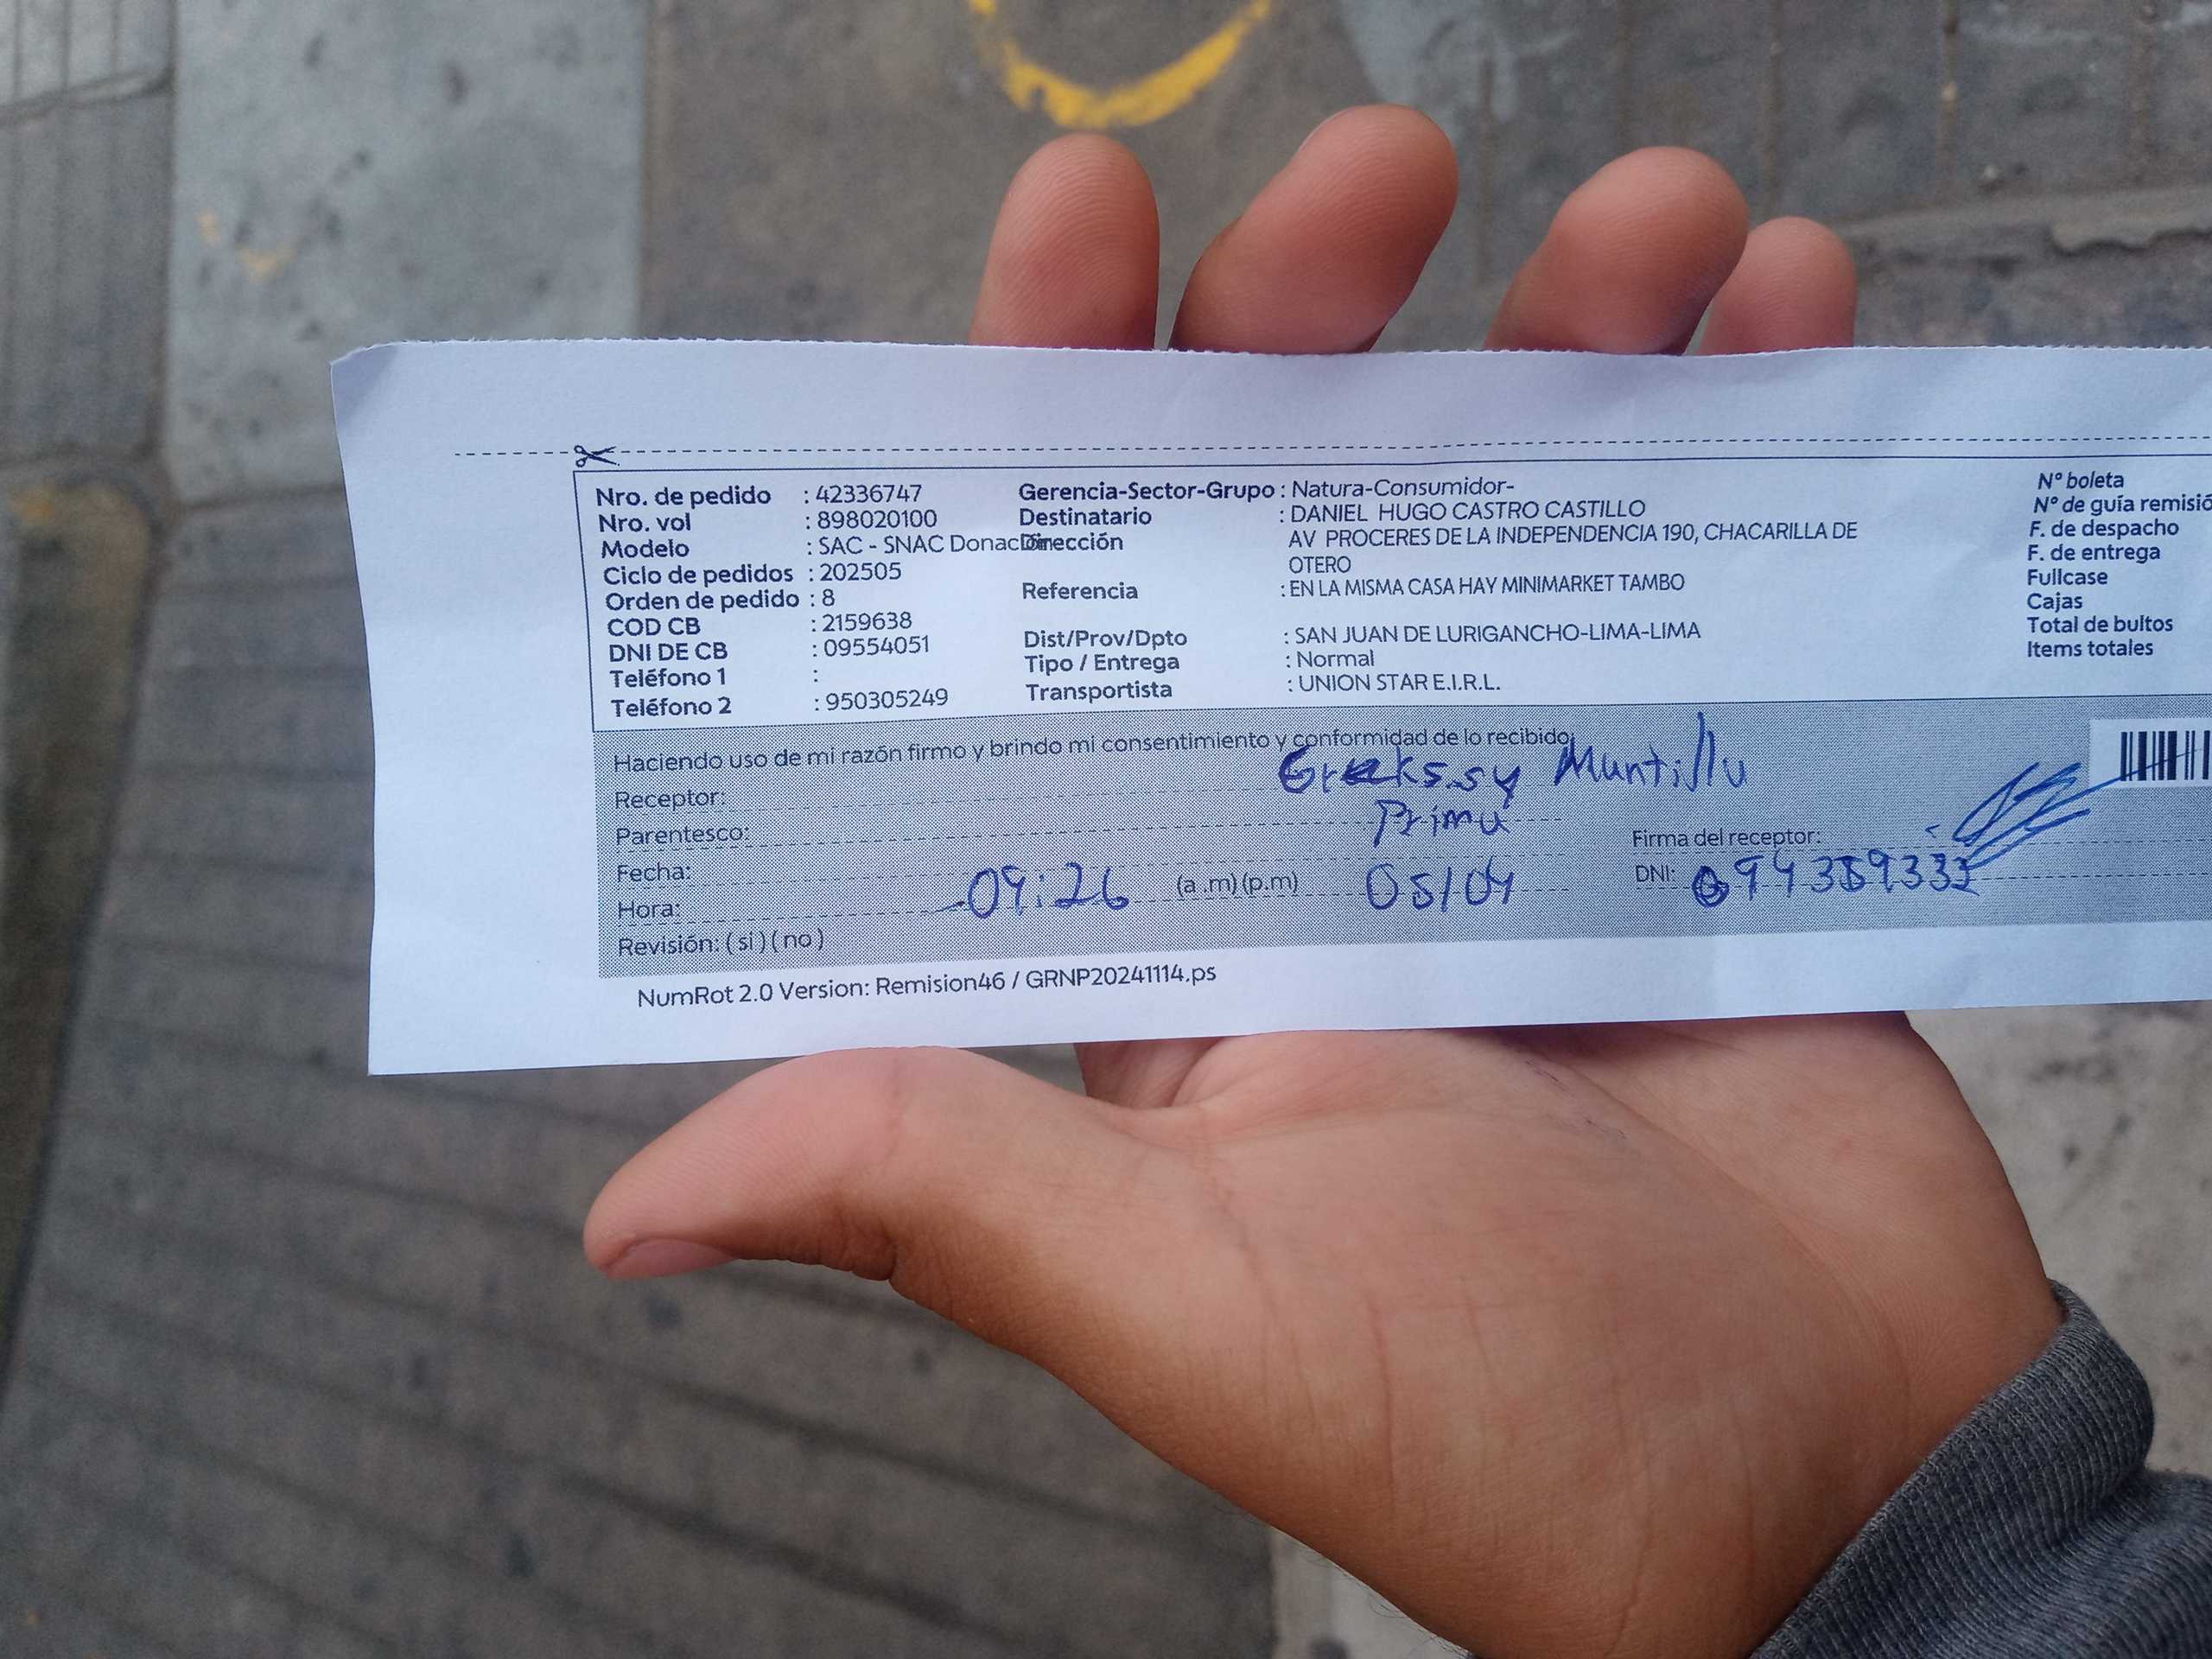 Nro. de pedido : 42336747 Gerencia-Sector-Grupo : Natura-Consumidor- Nº boleta
Nro. vol : 898020100 Destinatario : DANIEL HUGO CASTRO CASTILLO Nº de guía remisió
Modelo : SAC - SNAC Donación Dirección AV PROCERES DE LA INDEPENDENCIA 190, CHACARILLA DE F. de despacho
OTERO F. de entrega
Ciclo de pedidos : 202505 Referencia : EN LA MISMA CASA HAY MINIMARKET TAMBO Fullcase
Orden de pedido : 8 Cajas
COD CB : 2159638 Dist/Prov/Dpto : SAN JUAN DE LURIGANCHO-LIMA-LIMA Total de bultos
DNI DE CB : 09554051 Tipo / Entrega : Normal Items totales
Teléfono 1 : Transportista : UNION STAR E.I.R.L.
Teléfono 2 : 950305249
Haciendo uso de mi razón firmo y brindo mi consentimiento y conformidad de lo recibido:
Receptor:
Parentesco: Prima Firma del receptor:
Fecha: DNI:
Hora: 09:26 (a .m) (p.m) 05/04
Revisión: ( si ) ( no )
NumRot 2.0 Version: Remision46 / GRNP20241114.ps